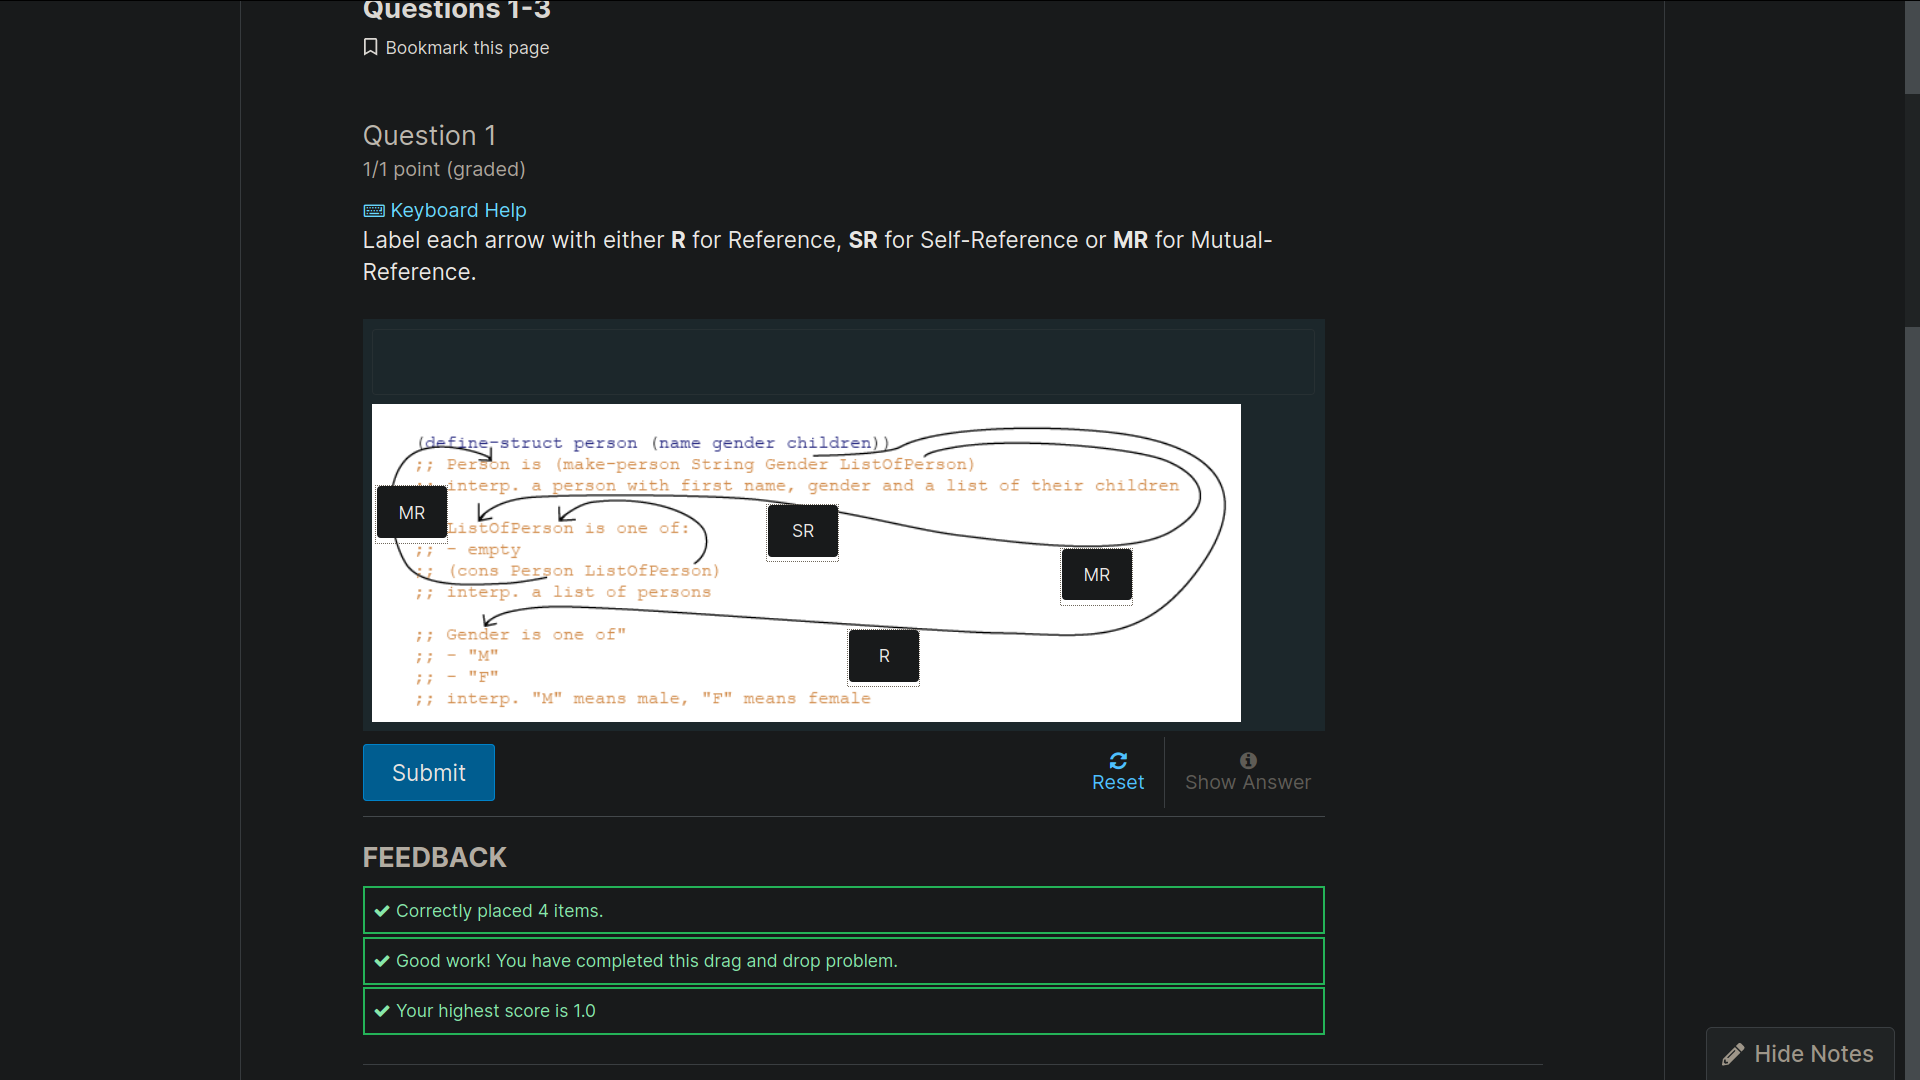 Questions 1-3
Bookmark this page
Question 1
1/1 point (graded)
Keyboard Help
Label each arrow with either R for Reference, SR for Self-Reference or MR for Mutual-
Reference.
(define-struct person (name gender children))
;; Person is (make-person String Gender ListOfPerson)
;; interp. a person with first name, gender and a list of their children
MR
SR
ListOfPerson is one of:
;; - empty
;; (cons Person ListOfPerson)
MR
;; interp. a list of persons
;; Gender is one of"
R
;; - "M"
;; - "F"
;; interp. "M" means male, "F" means female
Submit
Reset
Show Answer
FEEDBACK
Correctly placed 4 items.
Good work! You have completed this drag and drop problem.
Your highest score is 1.0
Hide Notes